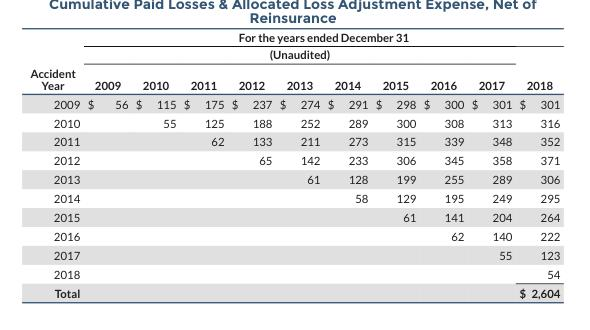 Cumulative Paid Losses & Allocated Loss Adjustment Expense, Net of
Reinsurance
For the years ended December 31
(Unaudited)
Accident
Year 2009 2010 2011 2012 2013 2014 2015 2016 2017 2018
2009 $ 56 $ 115 $ 175 $ 237 $ 274 $ 291 $ 298 $ 300 $ 301 $ 301
2010 55 125 188 252 289 300 308 313 316
2011 62 133 211 273 315 339 348 352
2012 65 142 233 306 345 358 371
2013 61 128 199 255 289 306
2014 58 129 195 249 295
2015 61 141 204 264
2016 62 140 222
2017 55 123
2018 54
Total $ 2,604